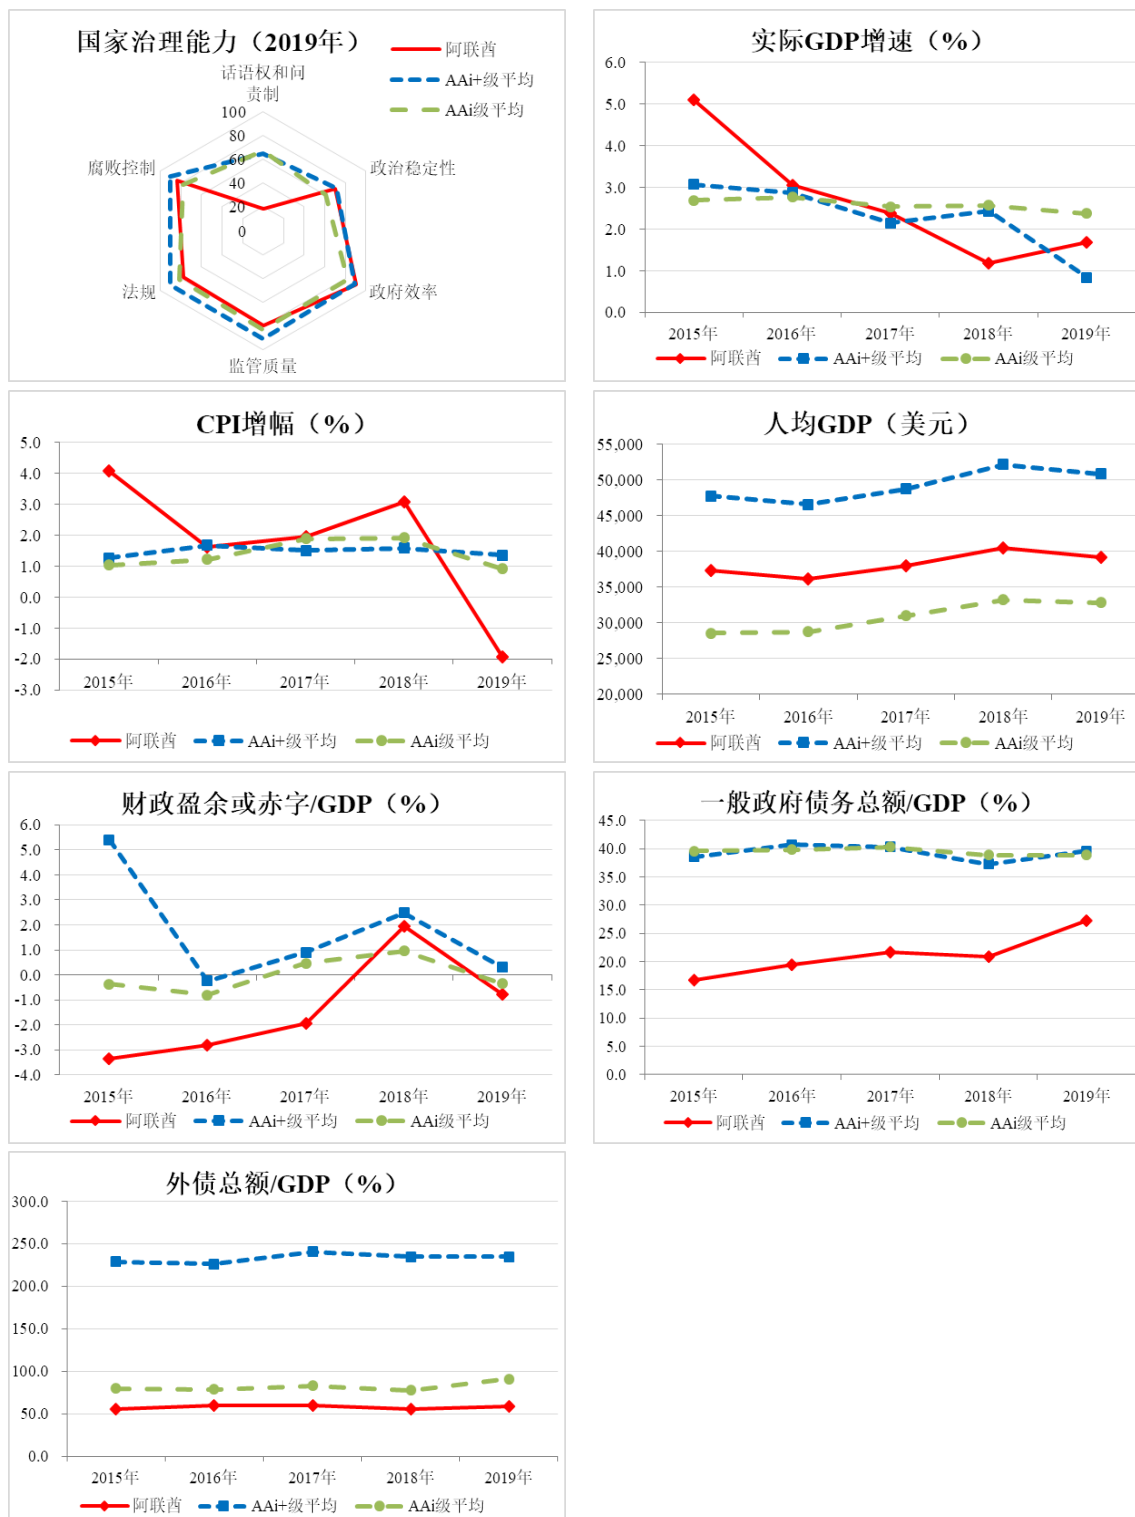 国家治理能力（2019年）
阿联酋
AAi+级平均
AAi级平均
话语权和问
责制
100
80
60
40
20
0
腐败控制
政治稳定性
法规
政府效率
监管质量
实际GDP增速（%）
6.0
5.0
4.0
3.0
2.0
1.0
0.0
2015年 2016年 2017年 2018年 2019年
阿联酋 AAi+级平均 AAi级平均
CPI增幅（%）
5.0
4.0
3.0
2.0
1.0
0.0
-1.0
-2.0
-3.0
2015年 2016年 2017年 2018年 2019年
阿联酋 AAi+级平均 AAi级平均
人均GDP（美元）
55,000
50,000
45,000
40,000
35,000
30,000
25,000
20,000
2015年 2016年 2017年 2018年 2019年
阿联酋 AAi+级平均 AAi级平均
财政盈余或赤字/GDP（%）
6.0
5.0
4.0
3.0
2.0
1.0
0.0
-1.0
-2.0
-3.0
-4.0
2015年 2016年 2017年 2018年 2019年
阿联酋 AAi+级平均 AAi级平均
一般政府债务总额/GDP（%）
45.0
40.0
35.0
30.0
25.0
20.0
15.0
10.0
5.0
0.0
2015年 2016年 2017年 2018年 2019年
阿联酋 AAi+级平均 AAi级平均
外债总额/GDP（%）
300.0
250.0
200.0
150.0
100.0
50.0
0.0
2015年 2016年 2017年 2018年 2019年
阿联酋 AAi+级平均 AAi级平均